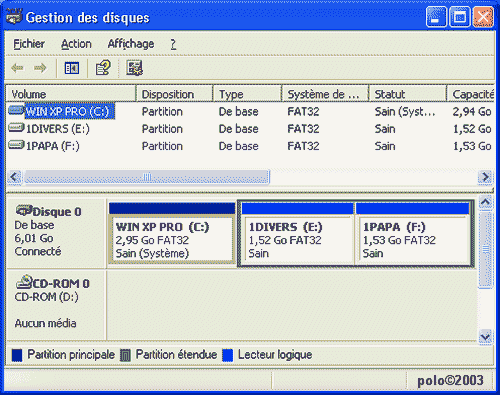 Gestion des disques
Fichier Action Affichage ?
Volume Disposition Type Système de ... Statut Capacité
WIN XP PRO (C:) Partition De base FAT32 Sain (Syst... 2,94 Go
1DIVERS (E:) Partition De base FAT32 Sain 1,52 Go
1PAPA (F:) Partition De base FAT32 Sain 1,53 Go
Disque 0
De base
6,01 Go
Connecté
WIN XP PRO (C:)
2,95 Go FAT32
Sain (Système)
1DIVERS (E:)
1,52 Go FAT32
Sain
1PAPA (F:)
1,53 Go FAT32
Sain
CD-ROM 0
CD-ROM (D:)
Aucun média
Partition principale Partition étendue Lecteur logique
polo©2003